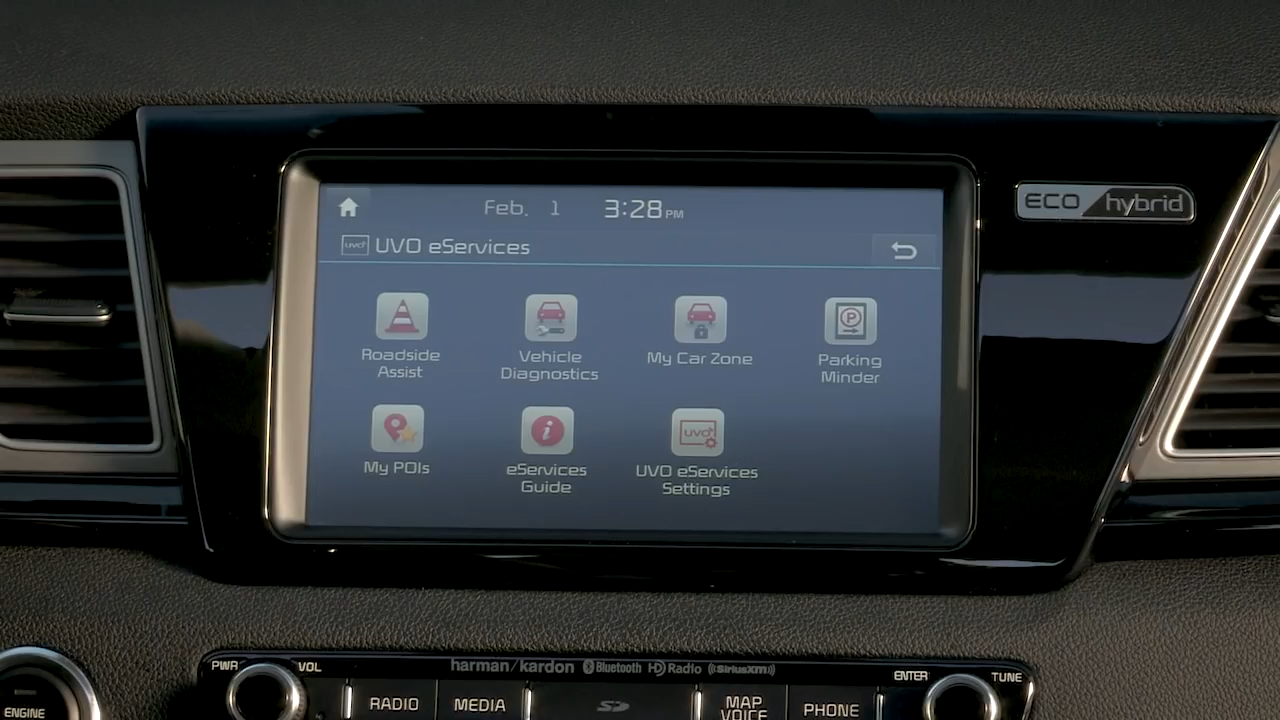 Feb. 1 3:28 PM
ECO hybrid
uvo UVO eServices
Roadside
Assist
Vehicle
Diagnostics
My Car Zone
P
Parking
Minder
My POIs
i
eServices
Guide
uvo
UVO eServices
Settings
harman/kardon Bluetooth HD Radio ((SiriusXM))
PWR VOL
ENTER TUNE
ENGINE
RADIO
MEDIA
SD
MAP
VOICE
PHONE